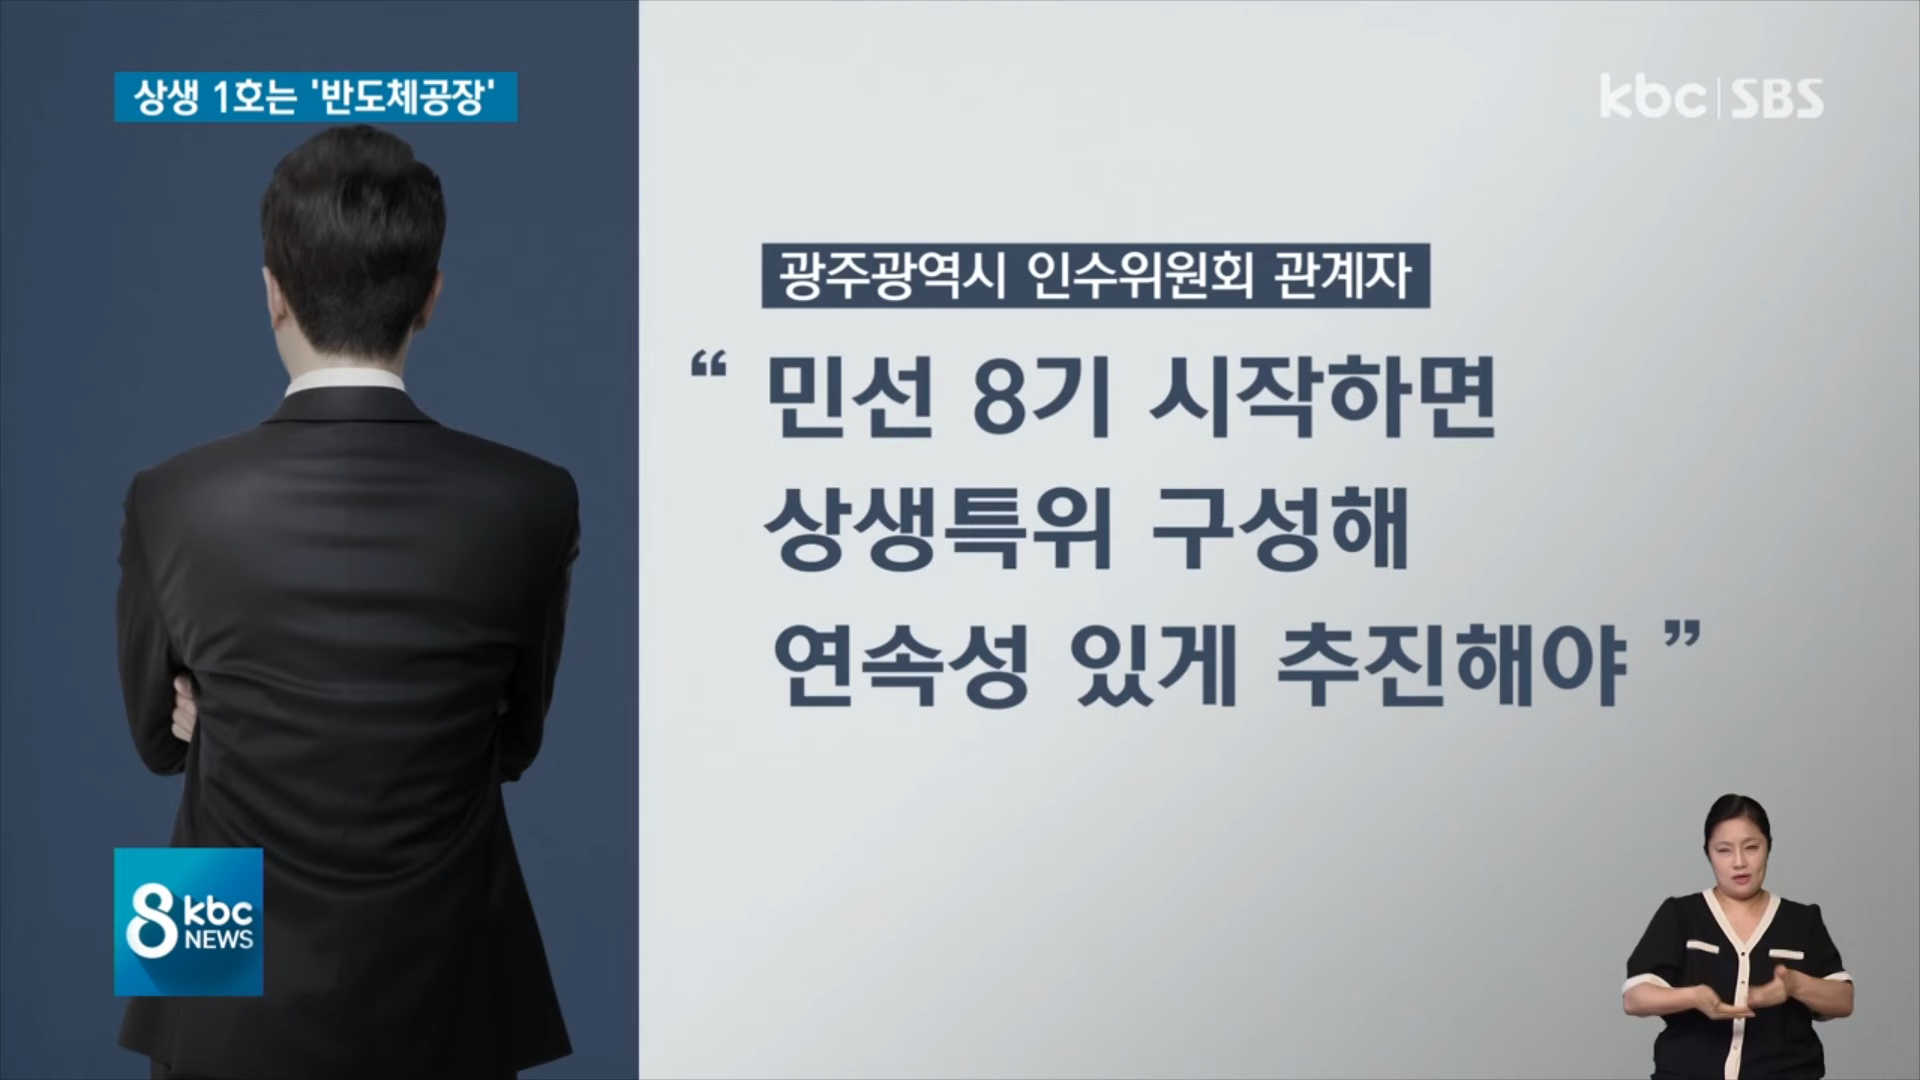 상생 1호는 '반도체공장'
kbc | SBS
광주광역시 인수위원회 관계자
“ 민선 8기 시작하면
상생특위 구성해
연속성 있게 추진해야 ”
8 kbc
NEWS